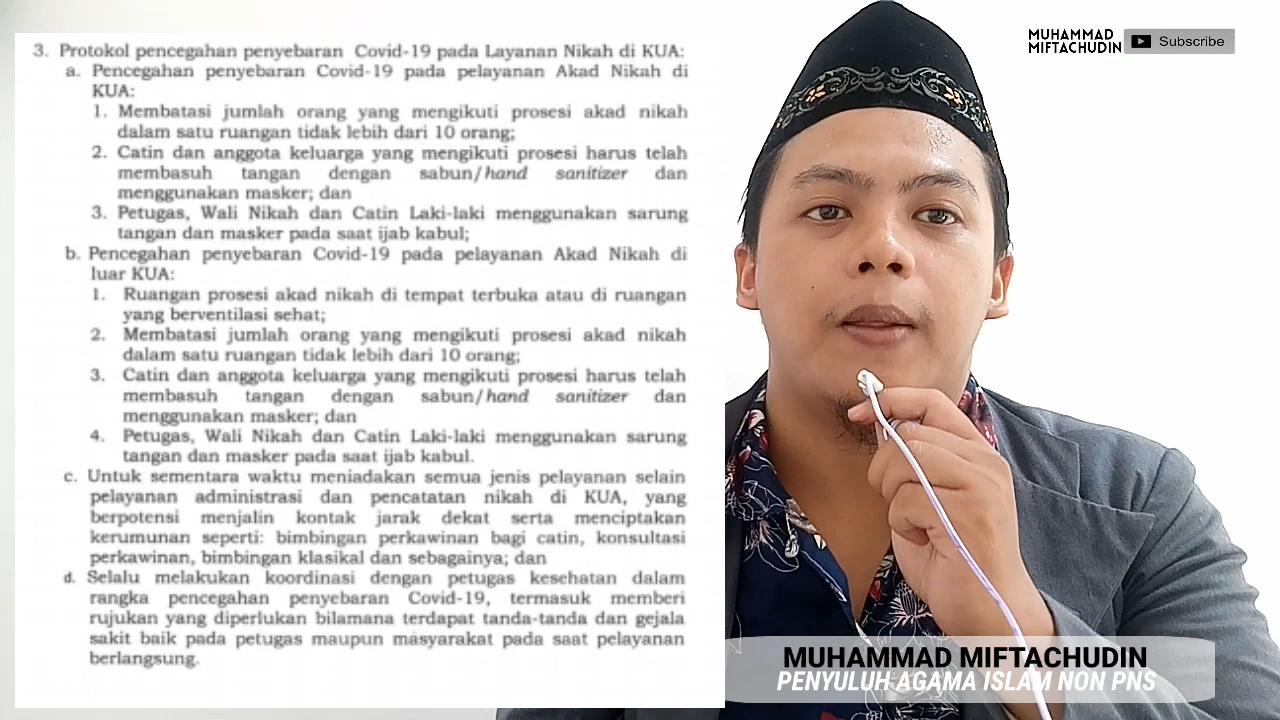 3. Protokol pencegahan penyebaran Covid-19 pada Layanan Nikah di KUA:
a. Pencegahan penyebaran Covid-19 pada pelayanan Akad Nikah di
KUA:
1. Membatasi jumlah orang yang mengikuti prosesi akad nikah
dalam satu ruangan tidak lebih dari 10 orang;
2. Catin dan anggota keluarga yang mengikuti prosesi harus telah
membasuh tangan dengan sabun/hand sanitizer dan
menggunakan masker; dan
3. Petugas, Wali Nikah dan Catin Laki-laki menggunakan sarung
tangan dan masker pada saat ijab kabul;
b. Pencegahan penyebaran Covid-19 pada pelayanan Akad Nikah di
luar KUA:
1. Ruangan prosesi akad nikah di tempat terbuka atau di ruangan
yang berventilasi sehat;
2. Membatasi jumlah orang yang mengikuti prosesi akad nikah
dalam satu ruangan tidak lebih dari 10 orang;
3. Catin dan anggota keluarga yang mengikuti prosesi harus telah
membasuh tangan dengan sabun/hand sanitizer dan
menggunakan masker; dan
4. Petugas, Wali Nikah dan Catin Laki-laki menggunakan sarung
tangan dan masker pada saat ijab kabul.
c. Untuk sementara waktu meniadakan semua jenis pelayanan selain
pelayanan administrasi dan pencatatan nikah di KUA, yang
berpotensi menjalin kontak jarak dekat serta menciptakan
kerumunan seperti: bimbingan perkawinan bagi catin, konsultasi
perkawinan, bimbingan klasikal dan sebagainya; dan
d. Selalu melakukan koordinasi dengan petugas kesehatan dalam
rangka pencegahan penyebaran Covid-19, termasuk memberi
rujukan yang diperlukan bilamana terdapat tanda-tanda dan gejala
sakit baik pada petugas maupun masyarakat pada saat pelayanan
berlangsung.
MUHAMMAD
MIFTACHUDIN
Subscribe
MUHAMMAD MIFTACHUDIN
PENYULUH AGAMA ISLAM NON PNS